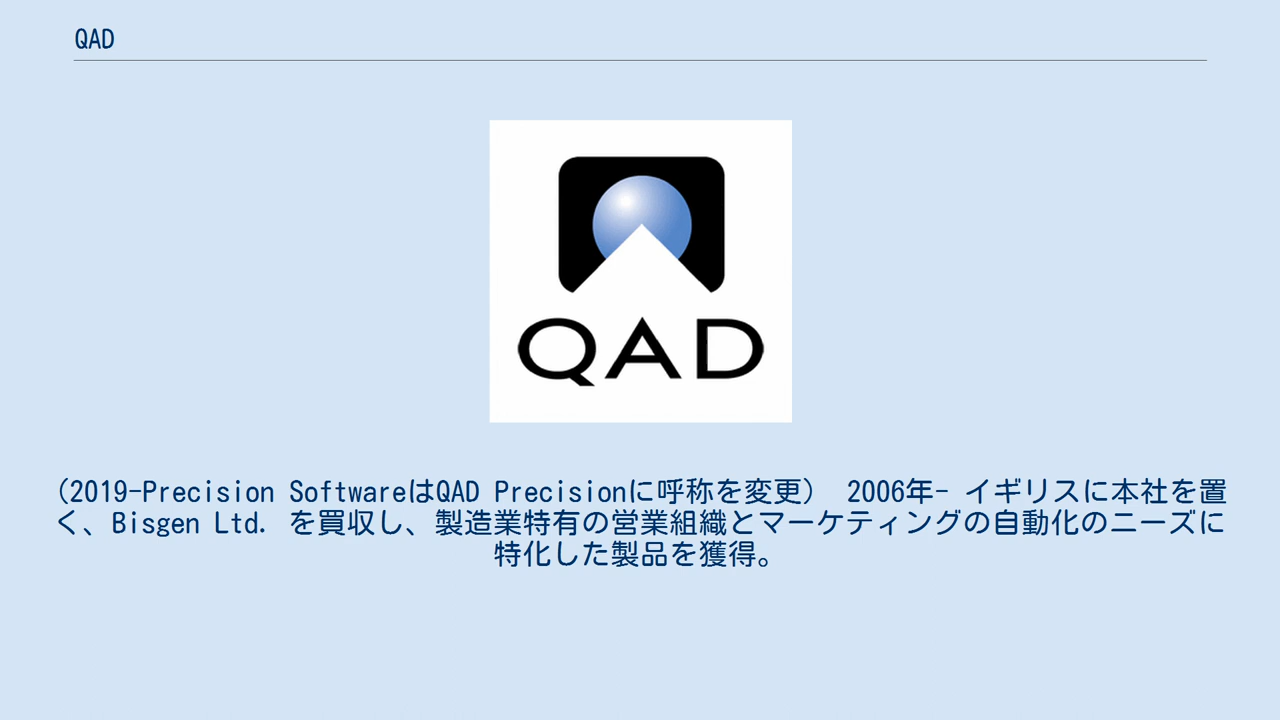 QAD
QAD
（2019-Precision SoftwareはQAD Precisionに呼称を変更） 2006年- イギリスに本社を置
く、Bisgen Ltd. を買収し、製造業特有の営業組織とマーケティングの自動化のニーズに
特化した製品を獲得。